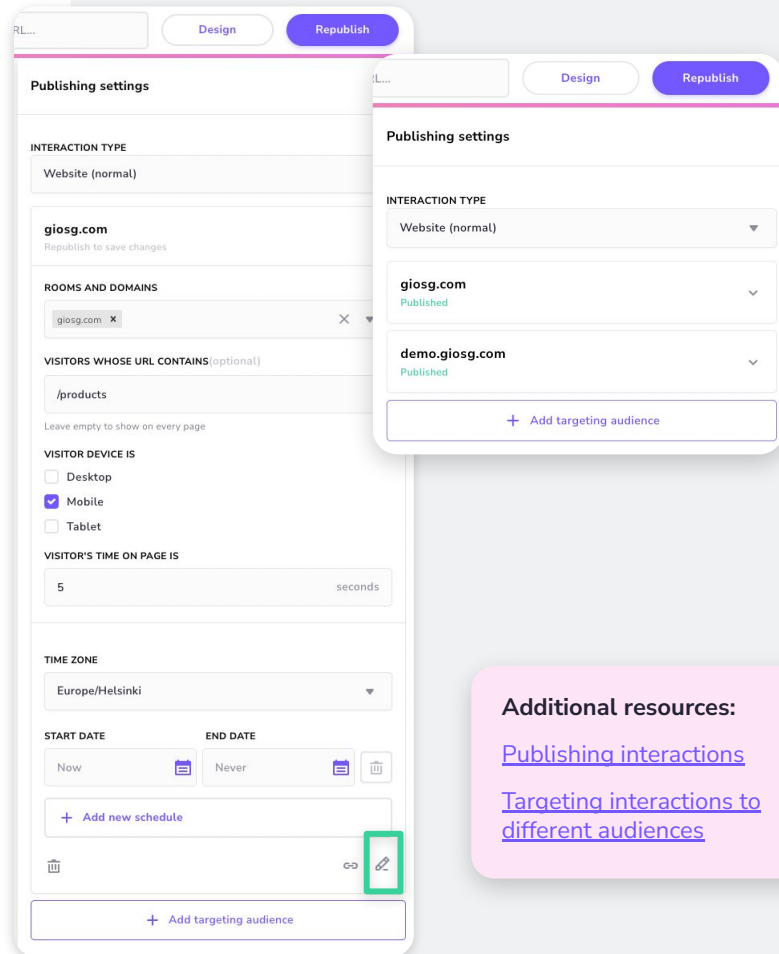 RL...
Design
Republish
Publishing settings
INTERACTION TYPE
Website (normal)
giosg.com
Republish to save changes
ROOMS AND DOMAINS
giosg.com ×
VISITORS WHOSE URL CONTAINS(optional)
/products
Leave empty to show on every page
VISITOR DEVICE IS
Desktop
Mobile
Tablet
VISITOR'S TIME ON PAGE IS
5 seconds
TIME ZONE
Europe/Helsinki
START DATE END DATE
Now Never
+ Add new schedule
+ Add targeting audience
RL...
Design
Republish
Publishing settings
INTERACTION TYPE
Website (normal)
giosg.com
Published
demo.giosg.com
Published
+ Add targeting audience
Additional resources:
Publishing interactions
Targeting interactions to
different audiences